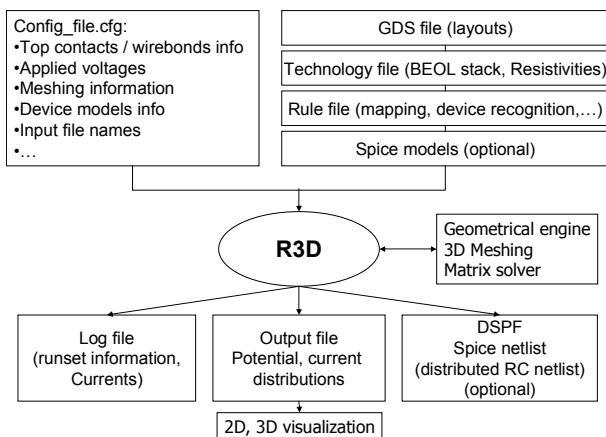 Config_file.cfg:
•Top contacts / wirebonds info
•Applied voltages
•Meshing information
•Device models info
•Input file names
•…
GDS file (layouts)
Technology file (BEOL stack, Resistivities)
Rule file (mapping, device recognition,…)
Spice models (optional)
R3D
Geometrical engine
3D Meshing
Matrix solver
Log file
(runset information,
Currents)
Output file
Potential, current
distributions
DSPF
Spice netlist
(distributed RC netlist)
(optional)
2D, 3D visualization